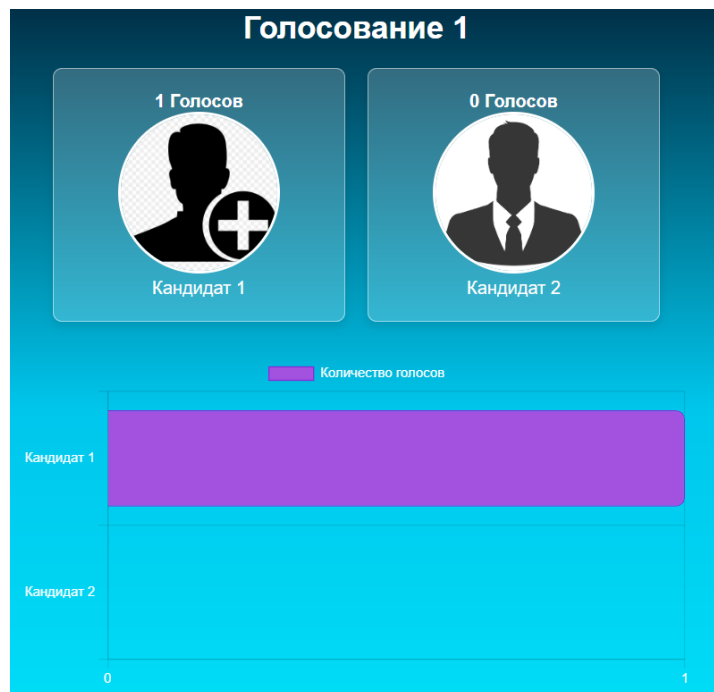 Голосование 1
1 Голосов
0 Голосов
Кандидат 1
Кандидат 2
Количество голосов
Кандидат 1
Кандидат 2
0
1